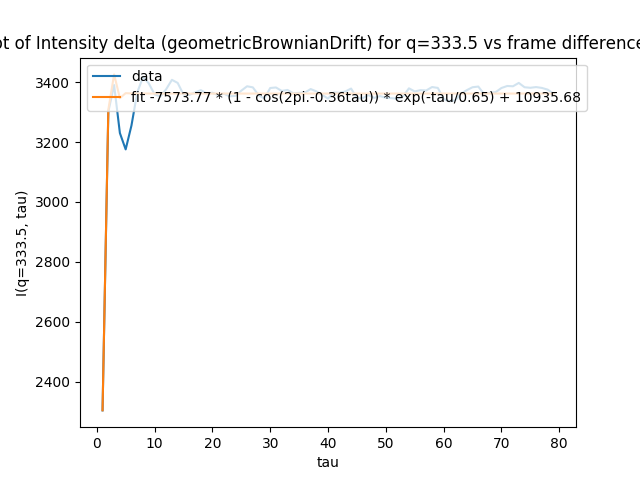 ot of Intensity delta (geometricBrownianDrift) for q=333.5 vs frame difference
data
fit -7573.77 * (1 - cos(2pi.-0.36tau)) * exp(-tau/0.65) + 10935.68
I(q=333.5, tau)
3400
3200
3000
2800
2600
2400
0 10 20 30 40 50 60 70 80
tau